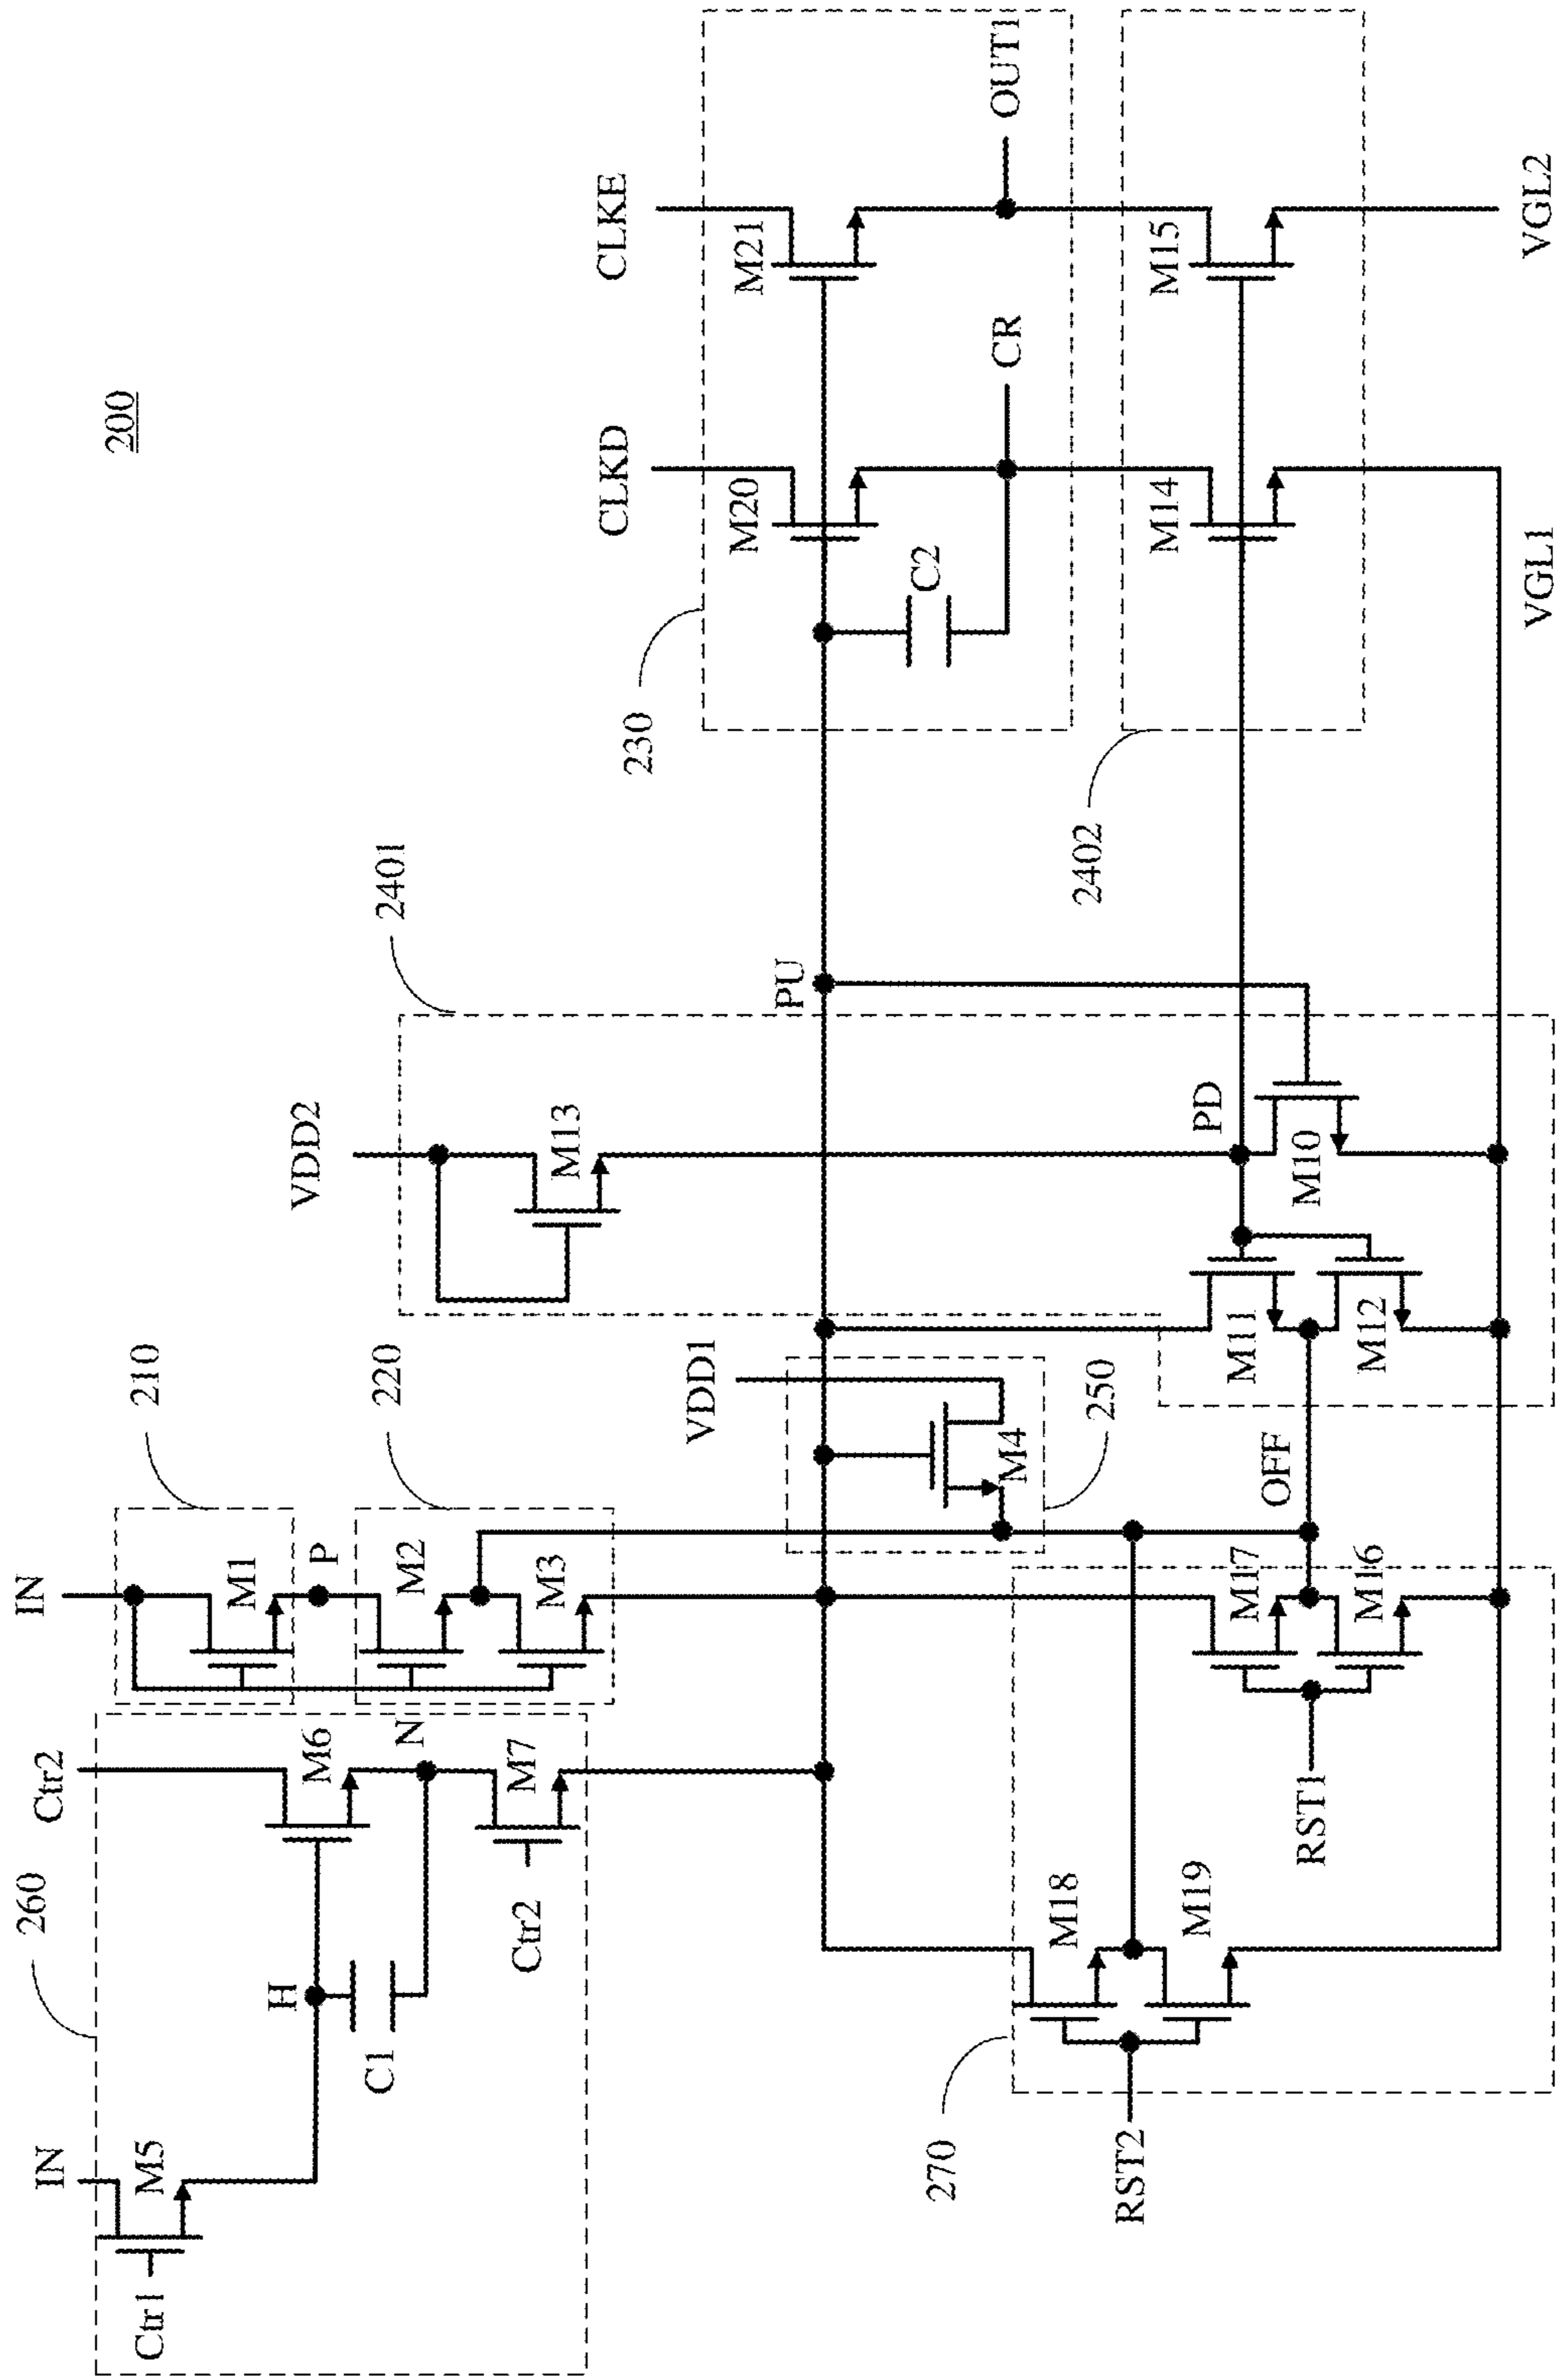 200
IN
260
Ctr2
IN
Ctr1
M5
210
M1
H
M6
P
VDD2
C1
N
M2
220
2401
Ctr2
M7
M3
M13
CLKD
CLKE
230
VDD1
M20
M21
PU
C2
270
M4
CR
OUT1
M18
250
2402
RST2
M19
M14
M15
PD
M17
M11
OFF
RST1
M10
M16
M12
VGL1
VGL2